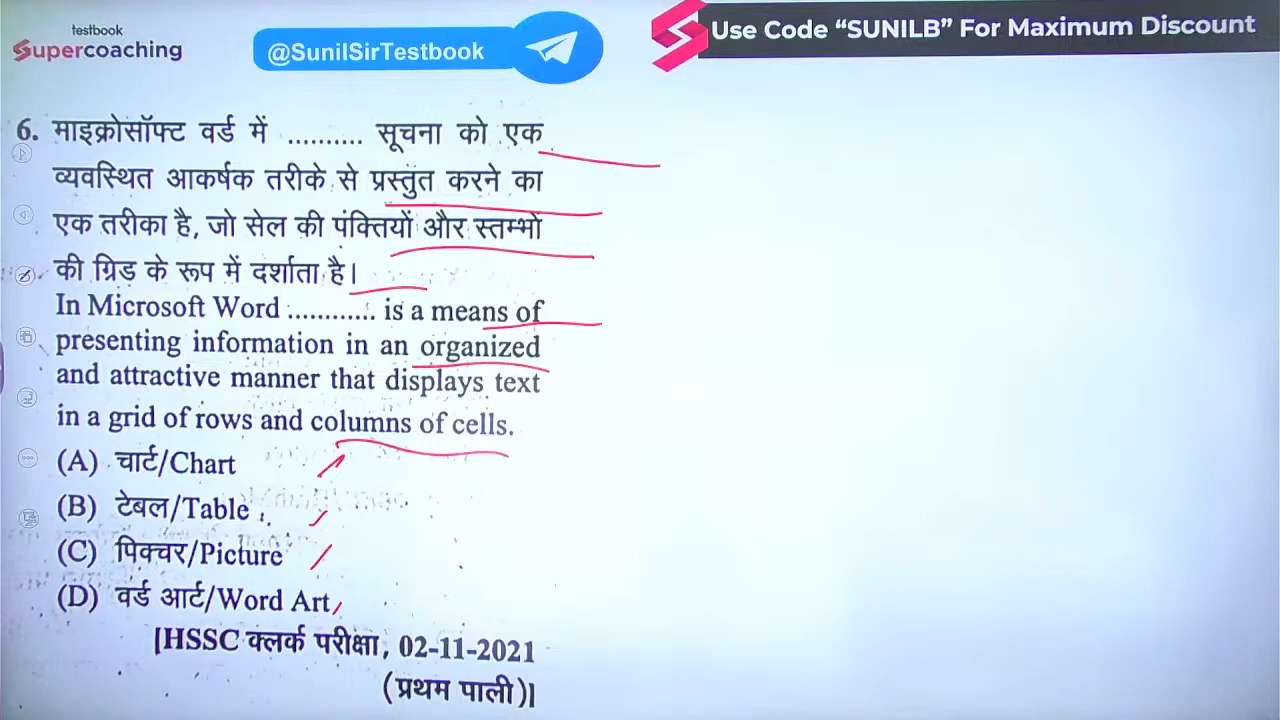 testbook
Supercoaching
@SunilSirTestbook
Use Code “SUNILB” For Maximum Discount
6. माइक्रोसॉफ्ट वर्ड में .......... सूचना को एक
व्यवस्थित आकर्षक तरीके से प्रस्तुत करने का
एक तरीका है, जो सेल की पंक्तियों और स्तम्भों
की ग्रिड के रूप में दर्शाता है।
In Microsoft Word ............ is a means of
presenting information in an organized
and attractive manner that displays text
in a grid of rows and columns of cells.
(A) चार्ट/Chart
(B) टेबल/Table
(C) पिक्चर/Picture
(D) वर्ड आर्ट/Word Art
[HSSC क्लर्क परीक्षा, 02-11-2021
(प्रथम पाली)]